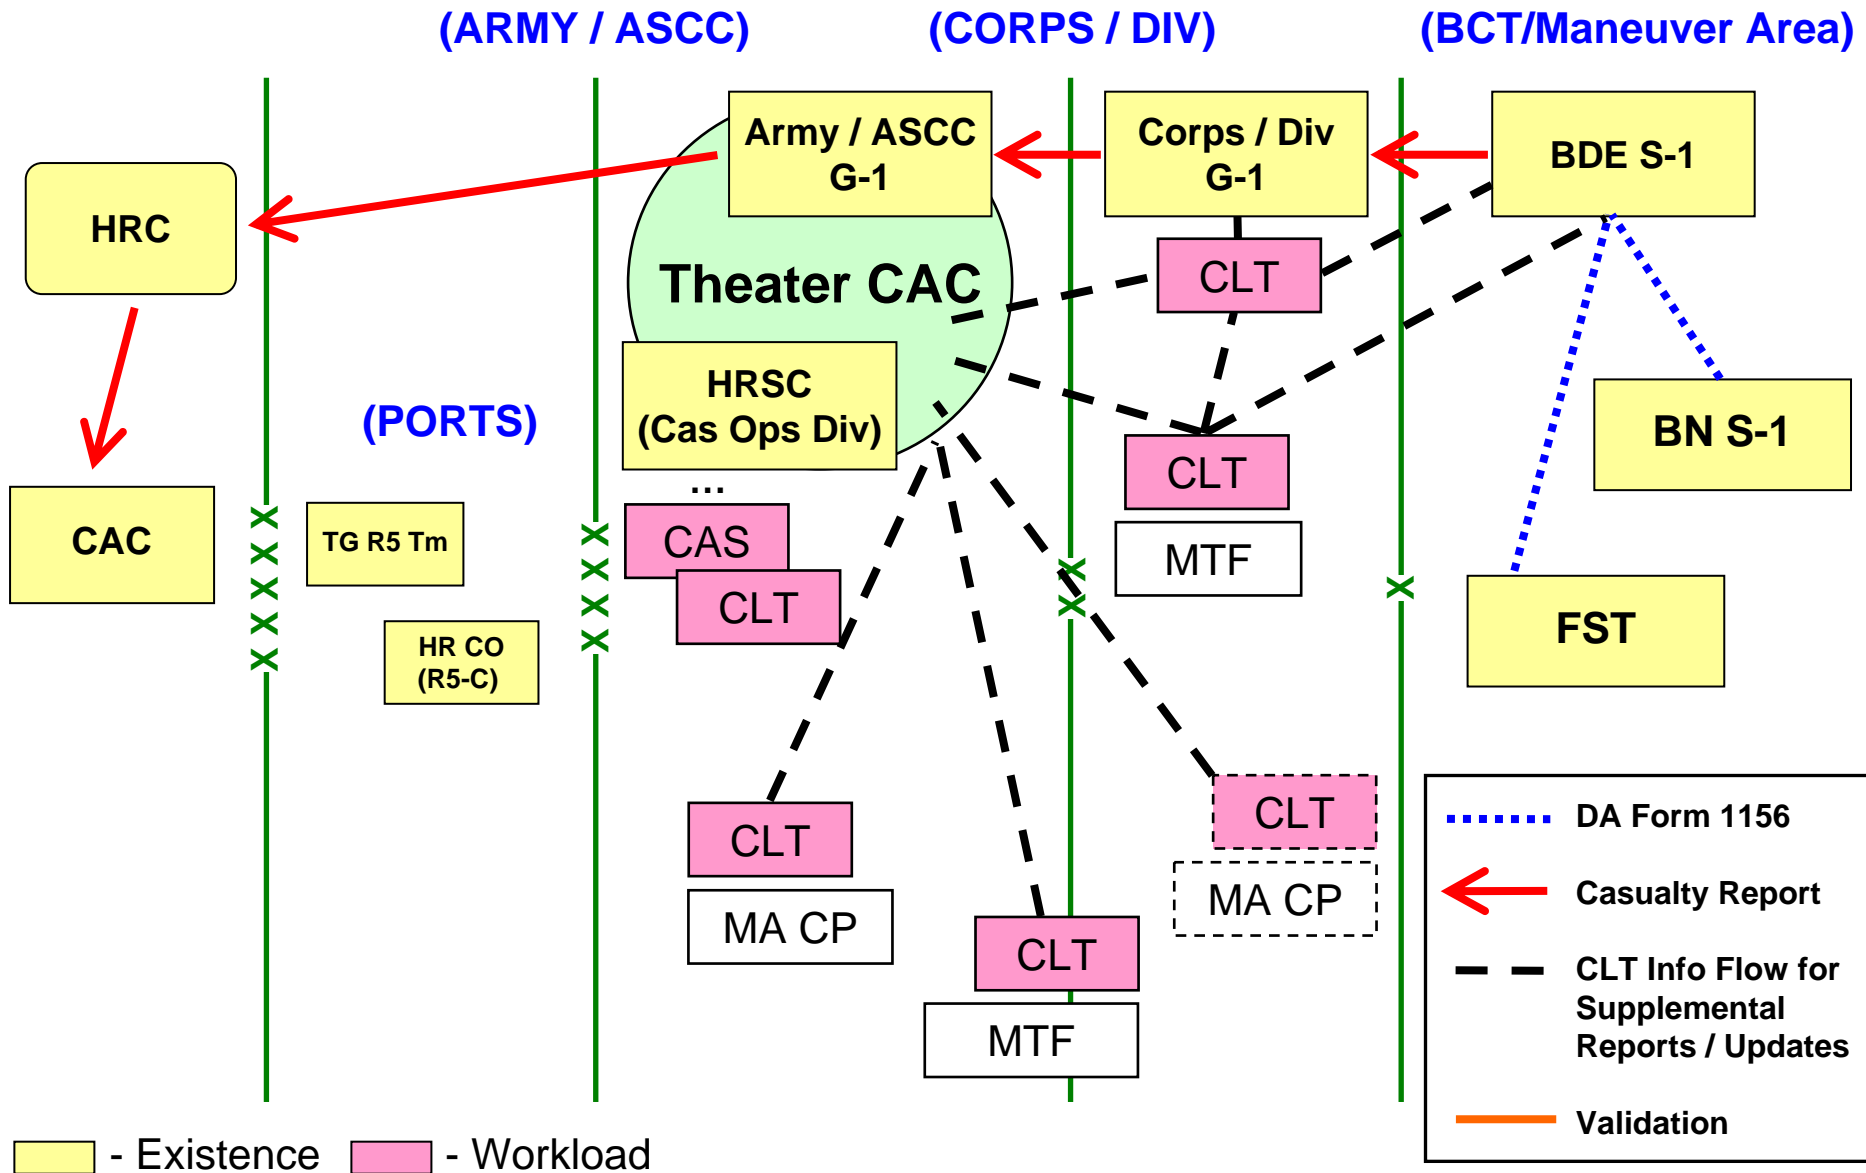 (ARMY / ASCC)
(CORPS / DIV)
(BCT/Maneuver Area)
Army / ASCC
G-1
Corps / Div
G-1
BDE S-1
HRC
CLT
Theater CAC
HRSC
(Cas Ops Div)
...
(PORTS)
BN S-1
CLT
MTF
CAC
TG R5 Tm
CAS
CLT
FST
HR CO
(R5-C)
CLT
MA CP
CLT
MTF
CLT
MA CP
DA Form 1156
Casualty Report
CLT Info Flow for
Supplemental
Reports / Updates
Validation
- Existence
- Workload
X
X
X
X
X
X
X
X
X
X
X
X